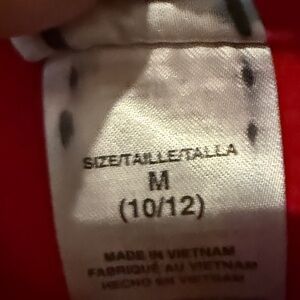 SIZE/TAILLE/TALLA
M
(10/12)
MADE IN VIETNAM
FABRIQUÉ AU VIETNAM
HECHO EN VIETNAM